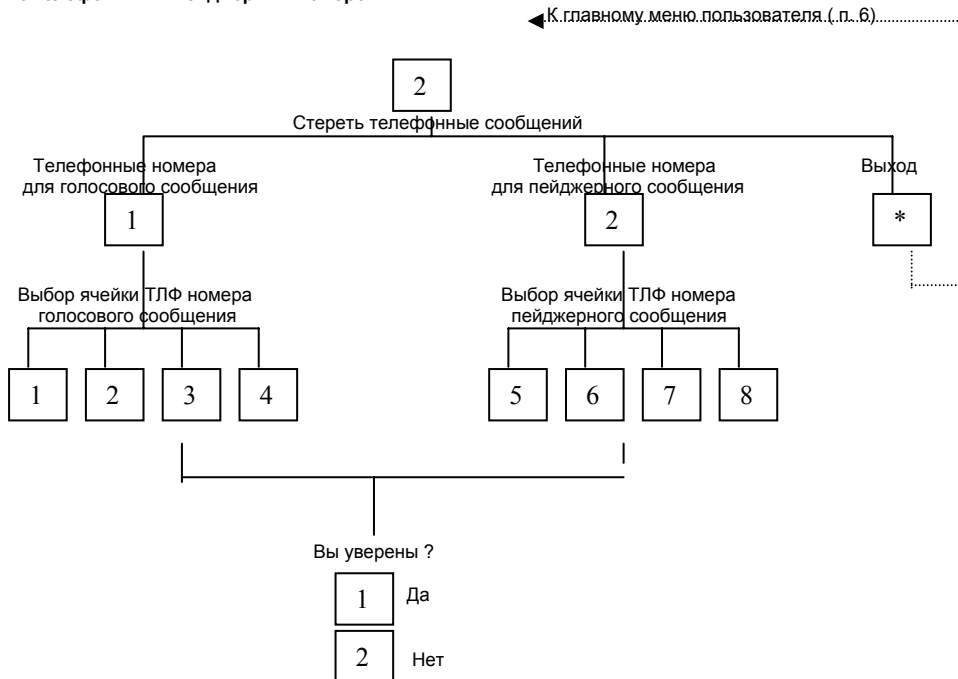 К главному меню пользователя ( п. 6)
2
Стереть телефонные сообщений
Телефонные номера
для голосового сообщения
Телефонные номера
для пейджерного сообщения
Выход
1
2
*
Выбор ячейки ТЛФ номера
голосового сообщения
Выбор ячейки ТЛФ номера
пейджерного сообщения
1 2 3 4
5 6 7 8
Вы уверены ?
1 Да
2 Нет